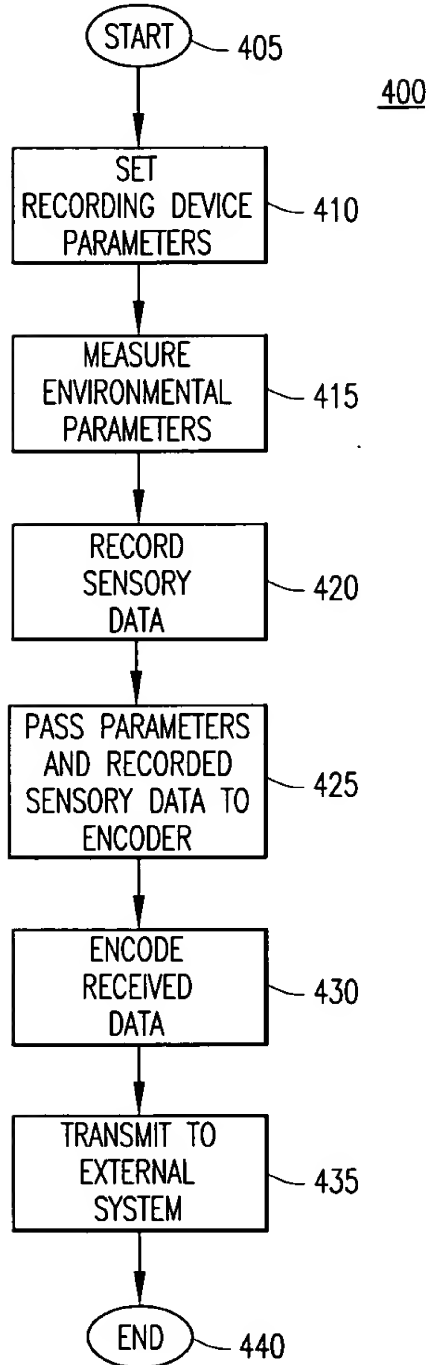 START
405
400
SET
RECORDING DEVICE
PARAMETERS
410
MEASURE
ENVIRONMENTAL
PARAMETERS
415
RECORD
SENSORY
DATA
420
PASS PARAMETERS
AND RECORDED
SENSORY DATA TO
ENCODER
425
ENCODE
RECEIVED
DATA
430
TRANSMIT TO
EXTERNAL
SYSTEM
435
END
440